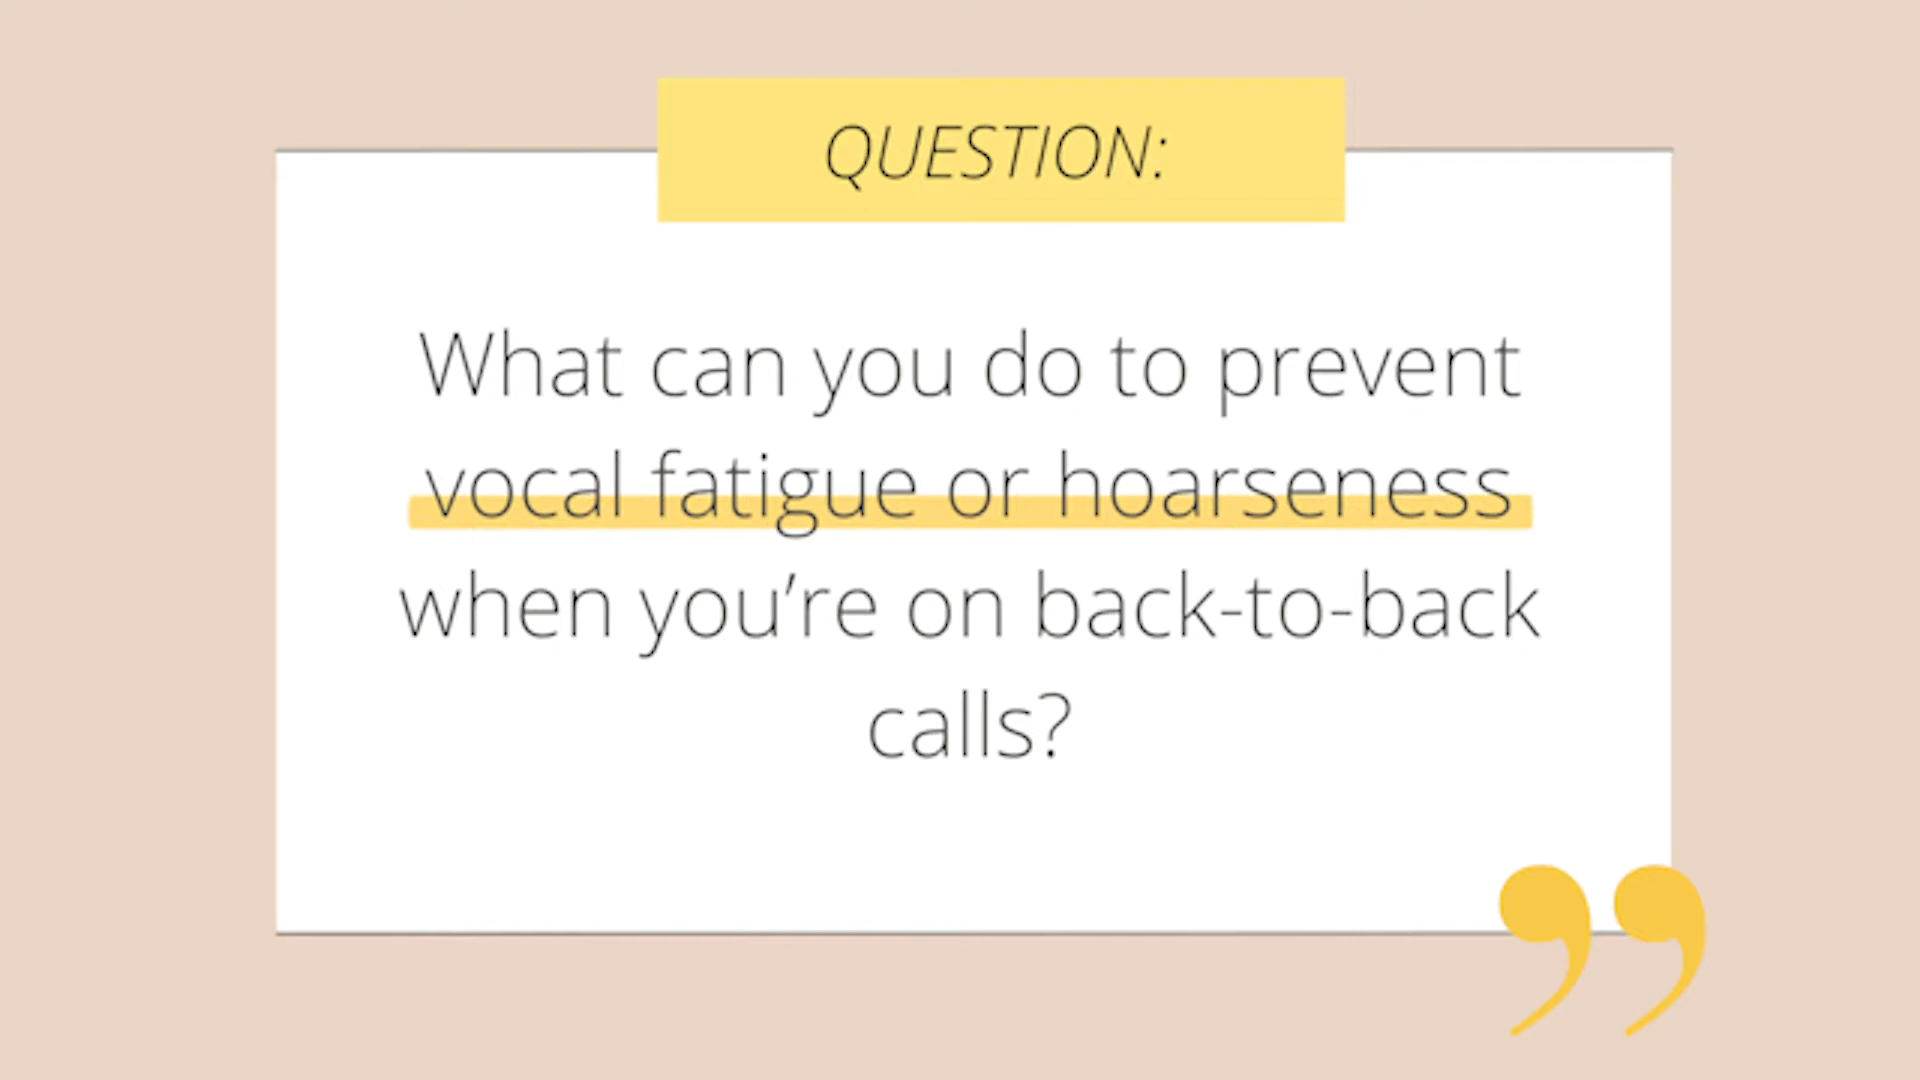 QUESTION:
What can you do to prevent
vocal fatigue or hoarseness
when you’re on back-to-back
calls?
”